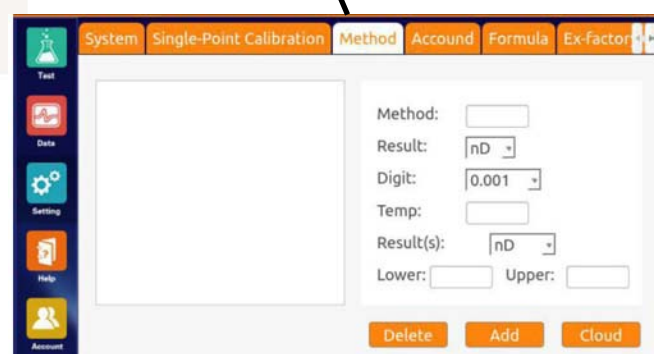 System Single-Point Calibration Method Accound Formula Ex-factor
Test
Data
Setting
Help
Account
Method:
Result: nD
Digit: 0.001
Temp:
Result(s): nD
Lower: Upper:
Delete Add Cloud